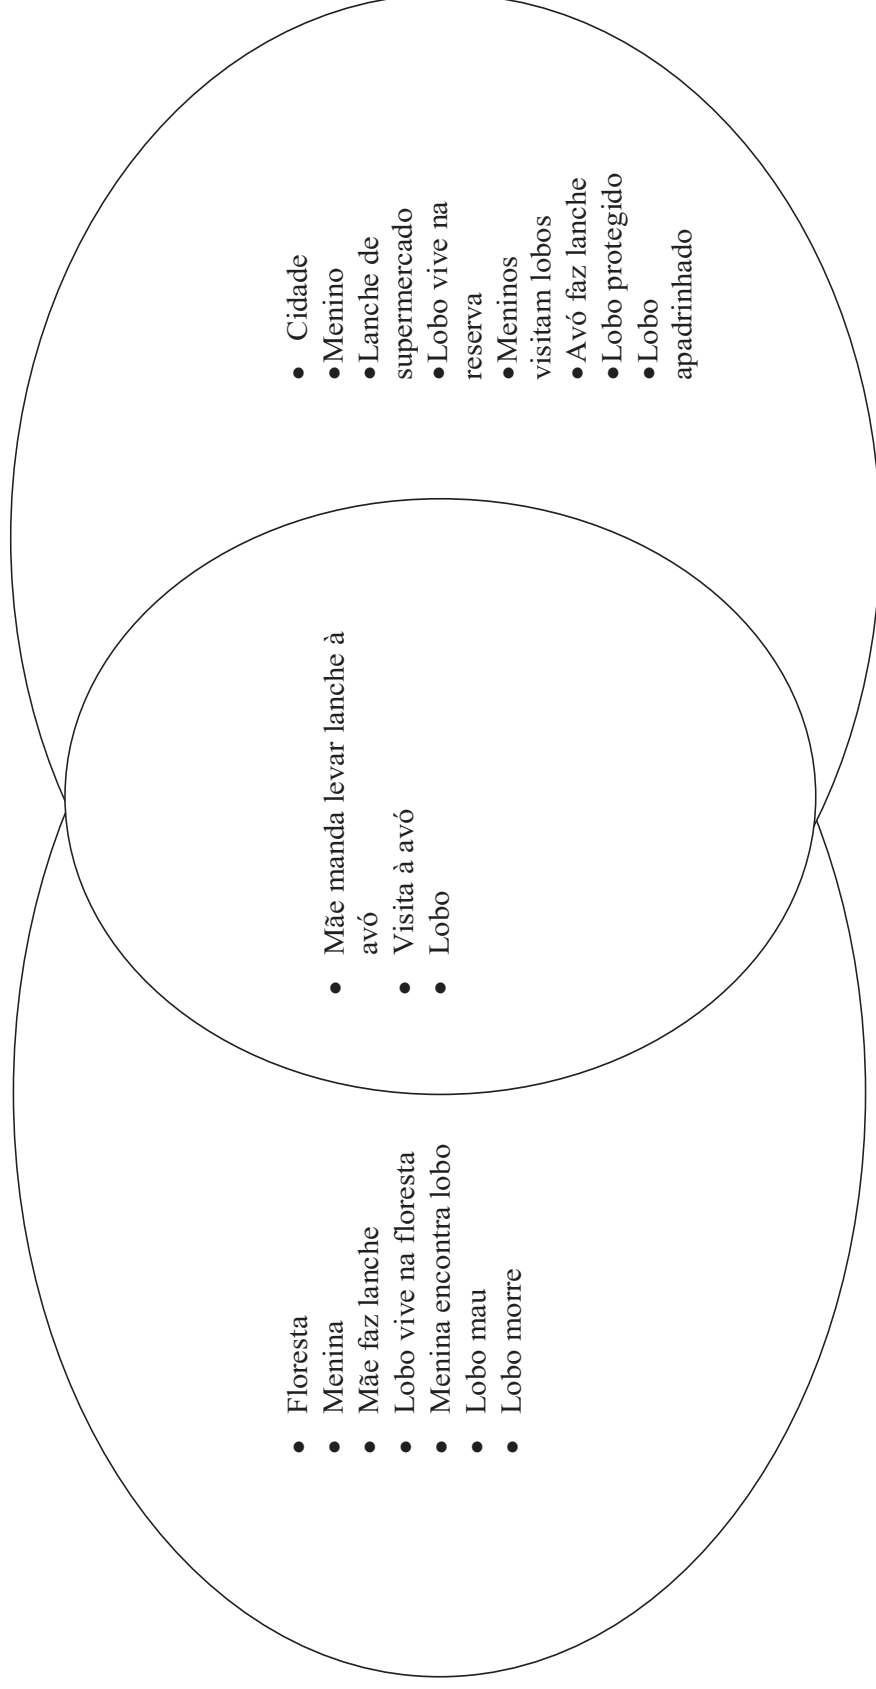 • Floresta
• Menina
• Mãe faz lanche
• Lobo vive na floresta
• Menina encontra lobo
• Lobo mau
• Lobo morre
• Mãe manda levar lanche à
avó
• Visita à avó
• Lobo
• Cidade
•Menino
•Lanche de
supermercado
•Lobo vive na
reserva
•Meninos
visitam lobos
•Avó faz lanche
•Lobo protegido
•Lobo
apadrinhado